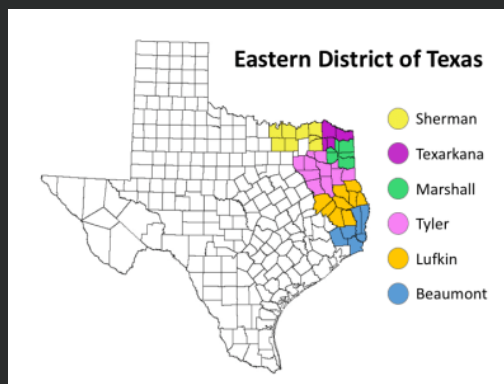 Eastern District of Texas
Sherman
Texarkana
Marshall
Tyler
Lufkin
Beaumont